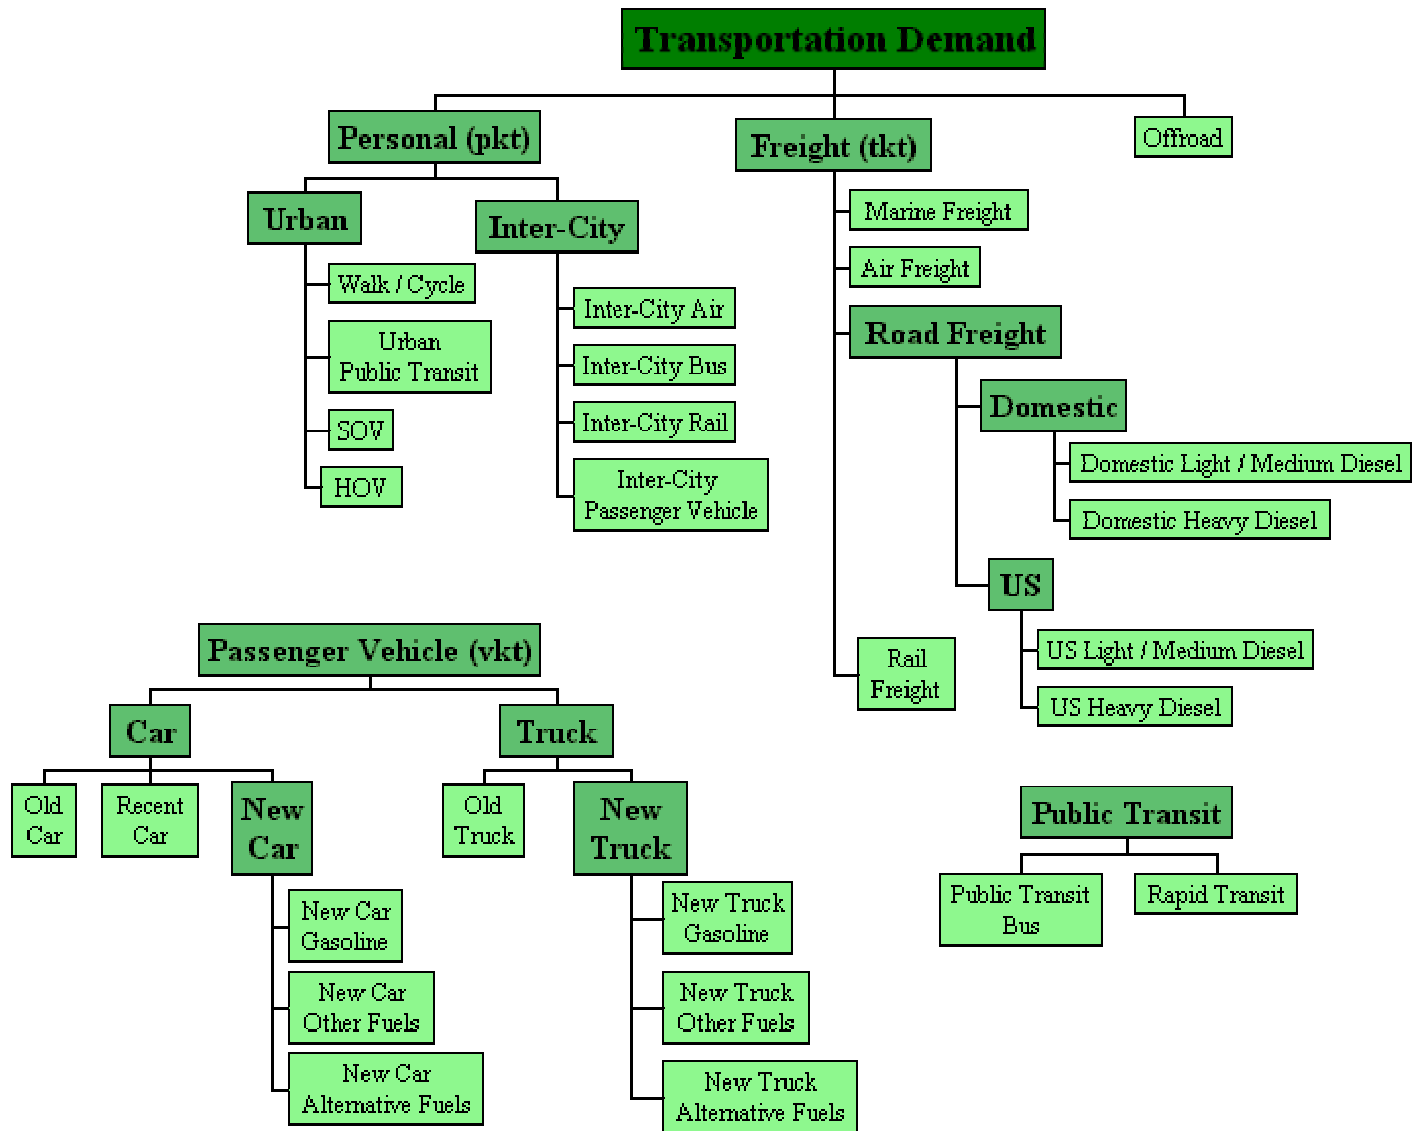 Transportation Demand
Personal (pkt)
Freight (tkt)
Offroad
Urban
Inter-City
Walk / Cycle
Urban
Public Transit
SOV
HOV
Inter-City Air
Inter-City Bus
Inter-City Rail
Inter-City
Passenger Vehicle
Marine Freight
Air Freight
Road Freight
Domestic
Domestic Light / Medium Diesel
Domestic Heavy Diesel
US
US Light / Medium Diesel
US Heavy Diesel
Rail
Freight
Passenger Vehicle (vkt)
Car
Truck
Old
Car
Recent
Car
New
Car
New Car
Gasoline
New Car
Other Fuels
New Car
Alternative Fuels
Old
Truck
New
Truck
New Truck
Gasoline
New Truck
Other Fuels
New Truck
Alternative Fuels
Public Transit
Public Transit
Bus
Rapid Transit